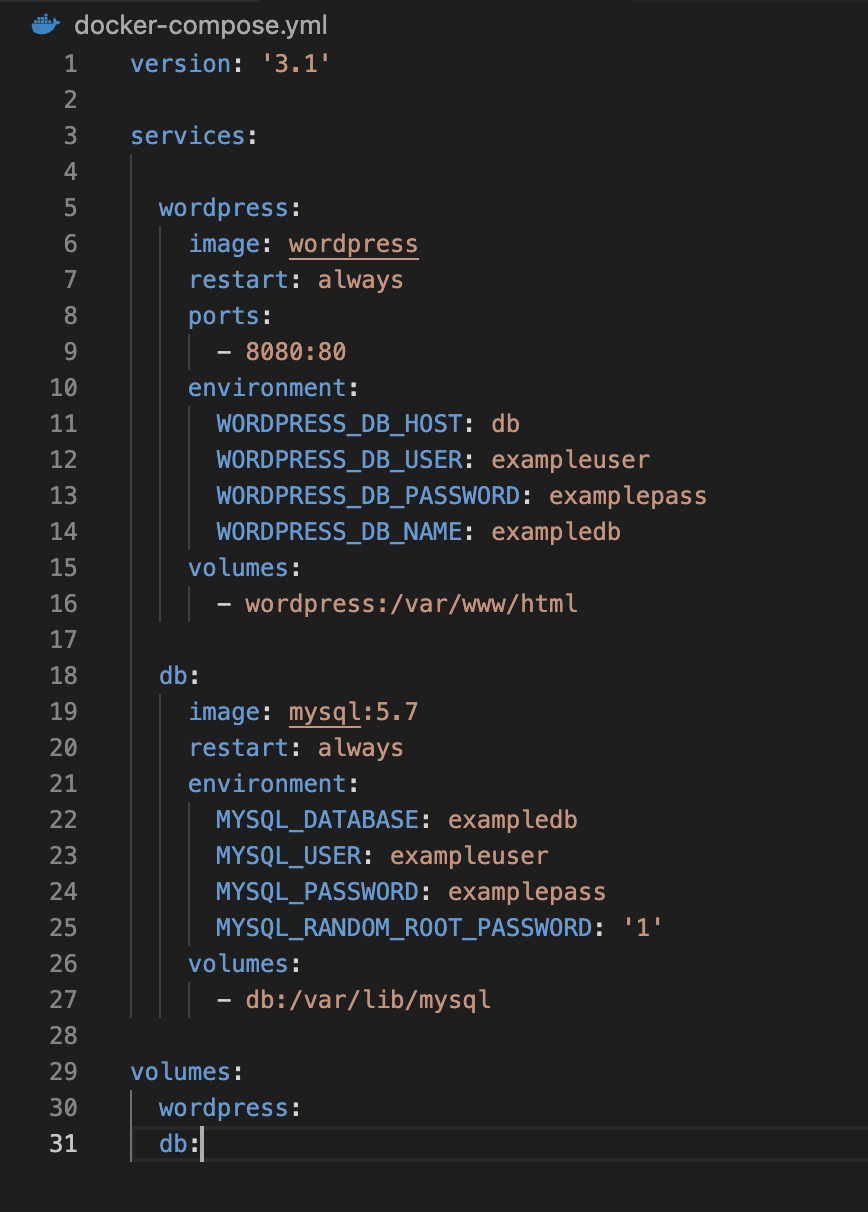 docker-compose.yml
1 version: '3.1'
2
3 services:
4
5   wordpress:
6     image: wordpress
7     restart: always
8     ports:
9       - 8080:80
10     environment:
11       WORDPRESS_DB_HOST: db
12       WORDPRESS_DB_USER: exampleuser
13       WORDPRESS_DB_PASSWORD: examplepass
14       WORDPRESS_DB_NAME: exampledb
15     volumes:
16       - wordpress:/var/www/html
17
18   db:
19     image: mysql:5.7
20     restart: always
21     environment:
22       MYSQL_DATABASE: exampledb
23       MYSQL_USER: exampleuser
24       MYSQL_PASSWORD: examplepass
25       MYSQL_RANDOM_ROOT_PASSWORD: '1'
26     volumes:
27       - db:/var/lib/mysql
28
29 volumes:
30   wordpress:
31   db: